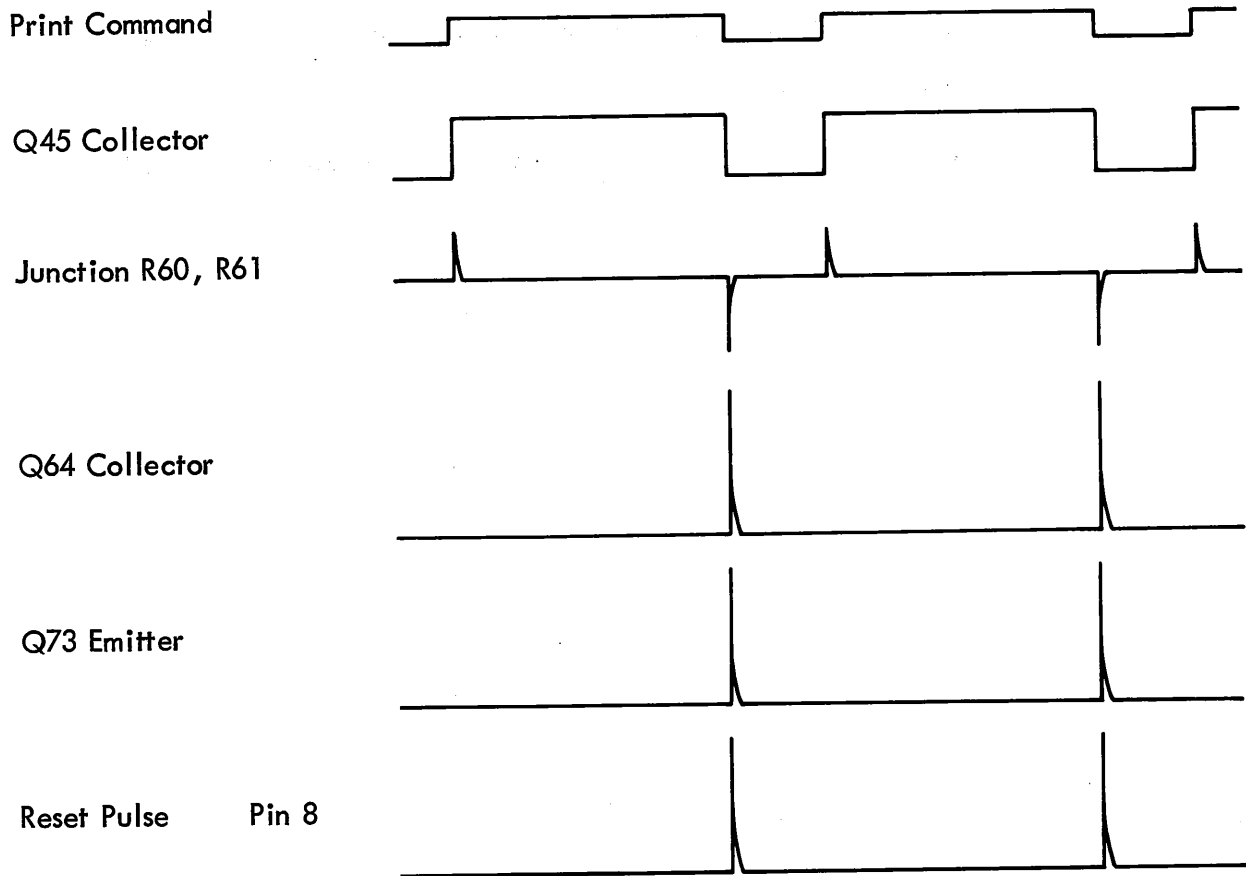 Print Command
Q45 Collector
Junction R60, R61
Q64 Collector
Q73 Emitter
Reset Pulse Pin 8